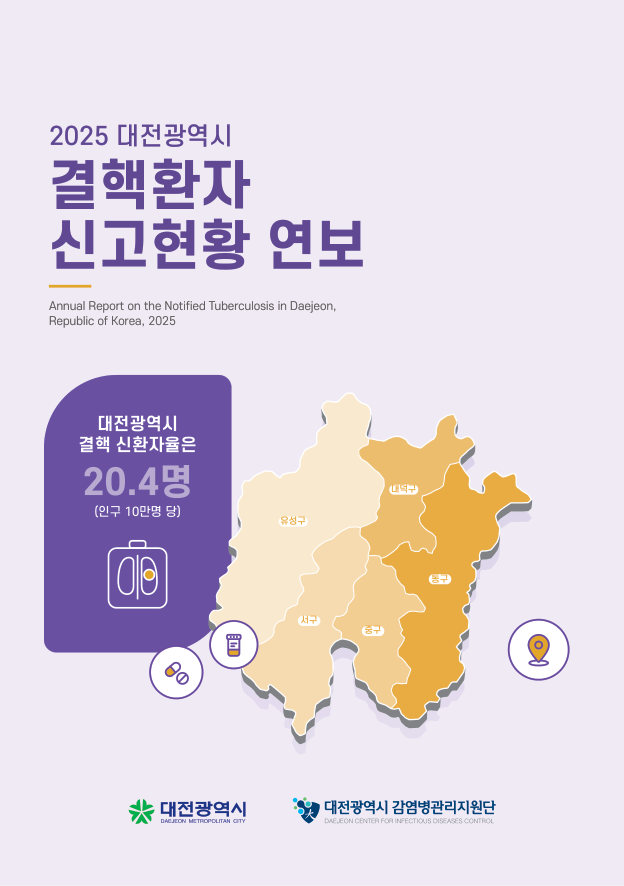 2025 대전광역시
결핵환자
신고현황 연보
Annual Report on the Notified Tuberculosis in Daejeon,
Republic of Korea, 2025
대전광역시
결핵 신환자율은
20.4명
(인구 10만명 당)
대덕구
유성구
동구
서구
중구
대전광역시
DAEJEON METROPOLITAN CITY
대전광역시 감염병관리지원단
DAEJEON CENTER FOR INFECTIOUS DISEASES CONTROL